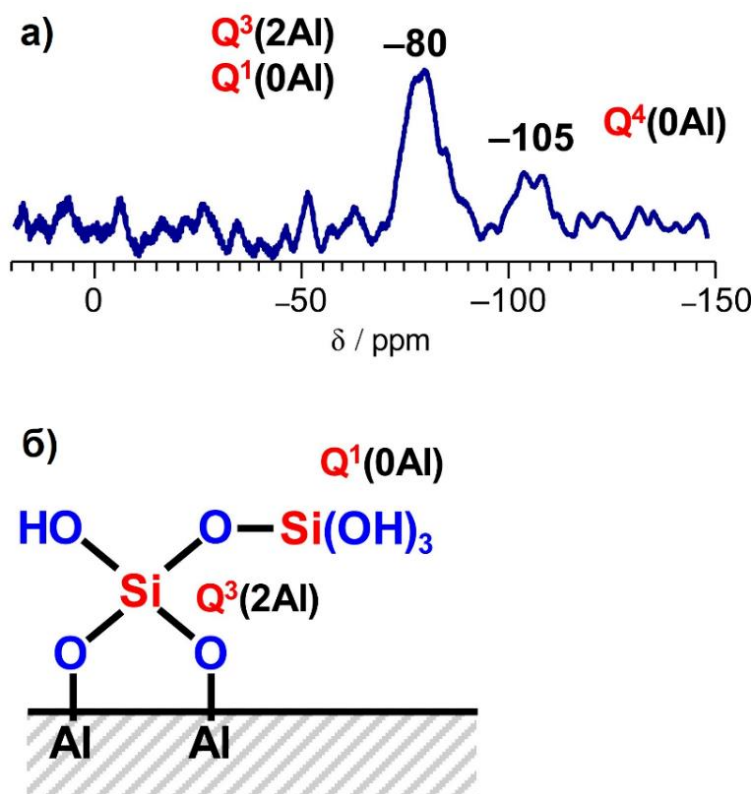 а)
Q³(2Al)
Q¹(0Al)
–80
–105
Q⁴(0Al)
0 –50 –100 –150
δ / ppm
б)
Q¹(0Al)
HO O Si(OH)₃
Si Q³(2Al)
O O
Al Al